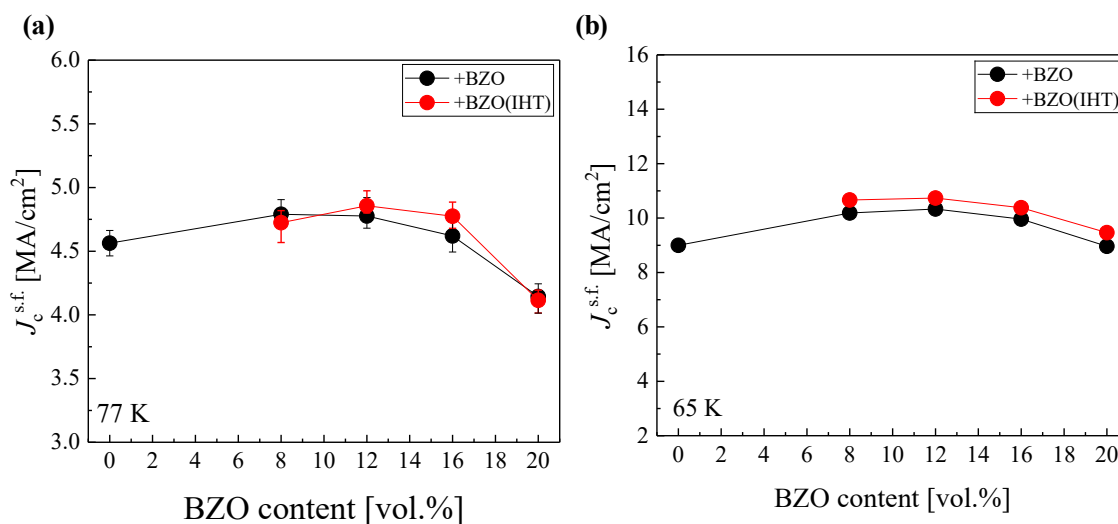 (a)
6.0
5.5
5.0
4.5
4.0
3.5
3.0
J_c^s.f. [MA/cm²]
+BZO
+BZO(IHT)
77 K
0 2 4 6 8 10 12 14 16 18 20
BZO content [vol.%]
(b)
16
14
12
10
8
6
4
2
J_c^s.f. [MA/cm²]
+BZO
+BZO(IHT)
65 K
0 2 4 6 8 10 12 14 16 18 20
BZO content [vol.%]